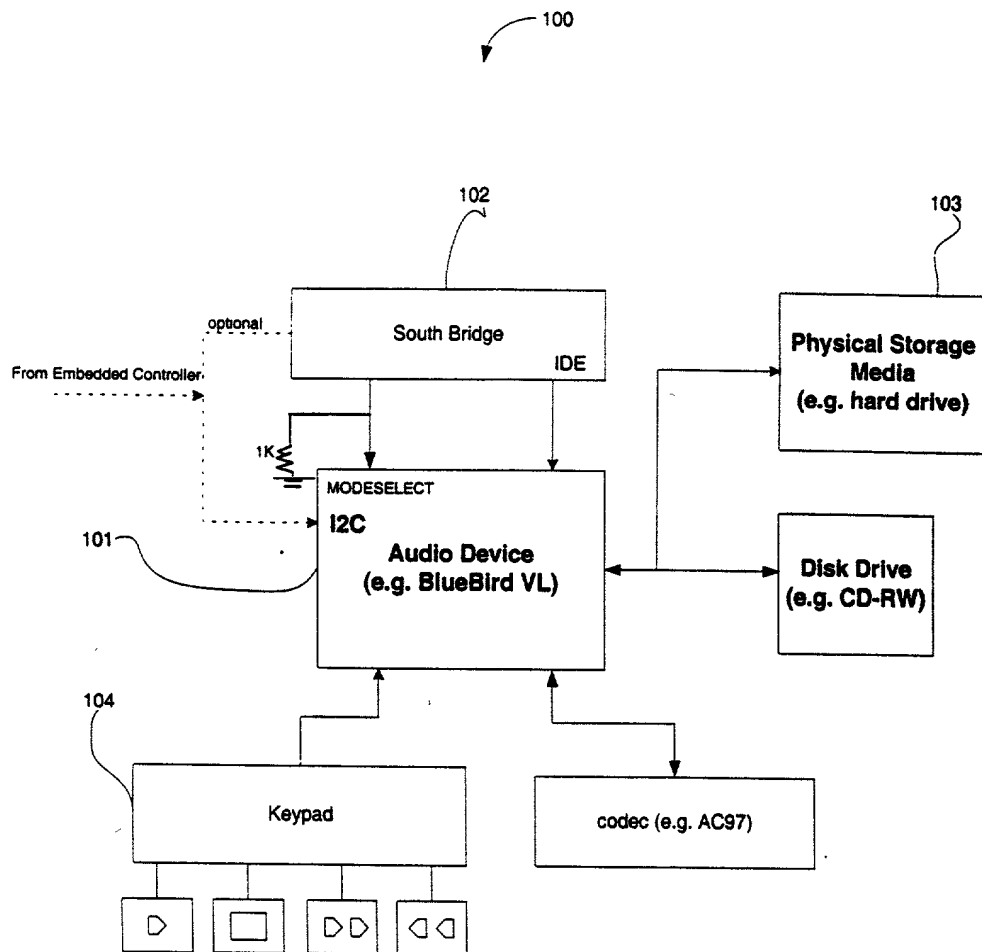 100
102
103
optional
South Bridge
IDE
From Embedded Controller
Physical Storage
Media
(e.g. hard drive)
1K
MODESELECT
I2C
101
Audio Device
(e.g. BlueBird VL)
Disk Drive
(e.g. CD-RW)
104
Keypad
codec (e.g. AC97)